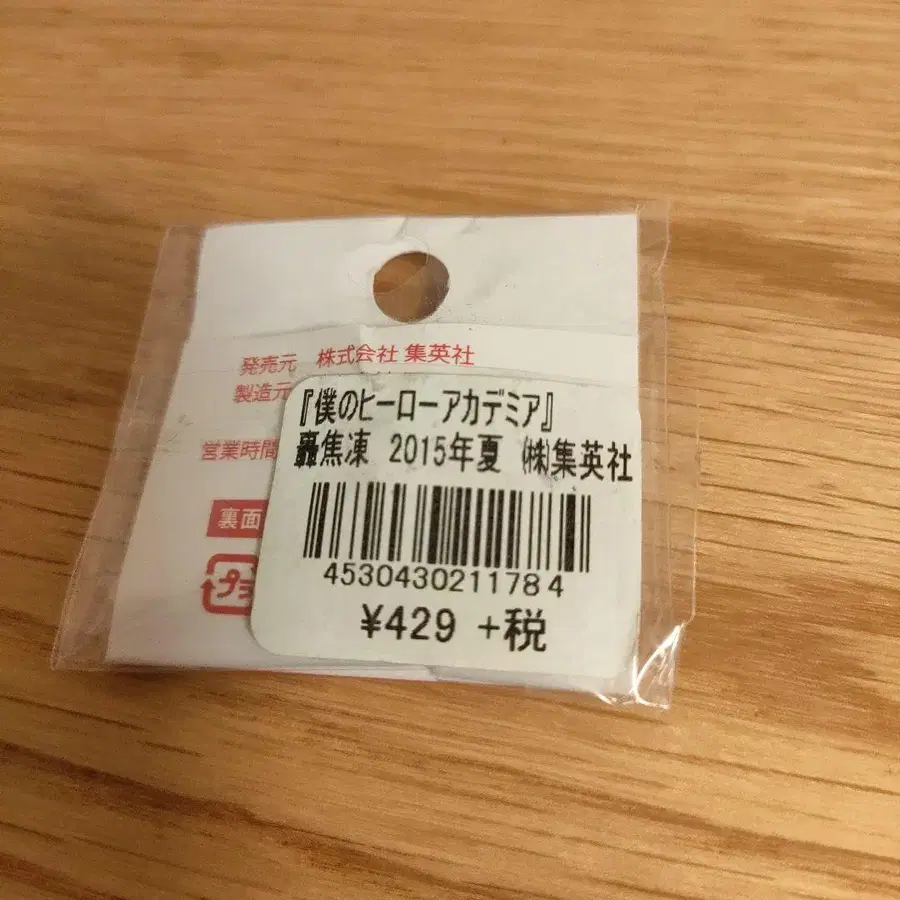 発売元 株式会社 集英社
製造元
営業時間
裏面
プ
『僕のヒーローアカデミア』
轟焦凍 2015年夏 ㈱集英社
4530430211784
¥429 +税